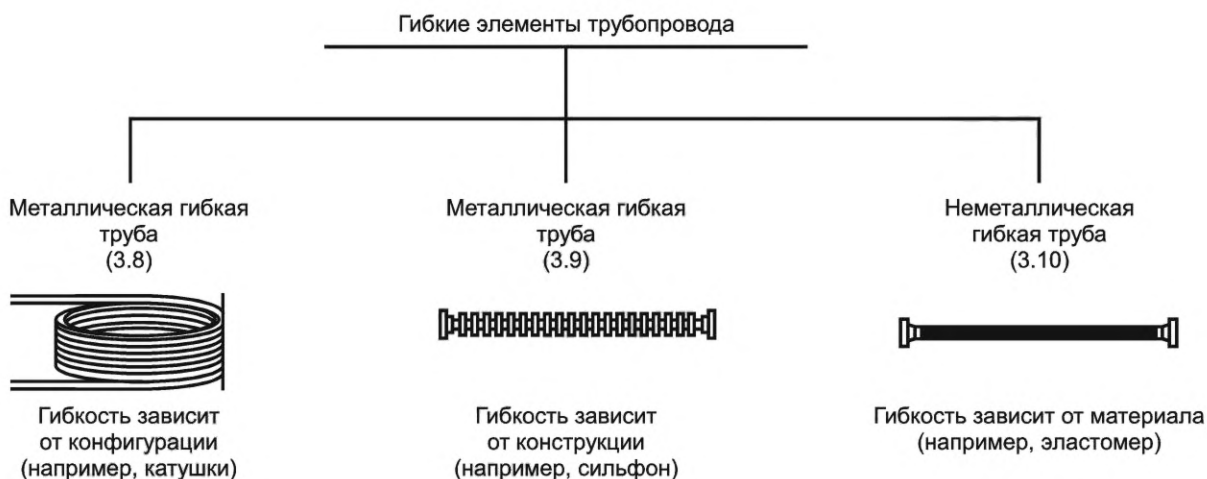 Гибкие элементы трубопровода
Металлическая гибкая
труба
(3.8)
Металлическая гибкая
труба
(3.9)
Неметаллическая
гибкая труба
(3.10)
Гибкость зависит
от конфигурации
(например, катушки)
Гибкость зависит
от конструкции
(например, сильфон)
Гибкость зависит от материала
(например, эластомер)